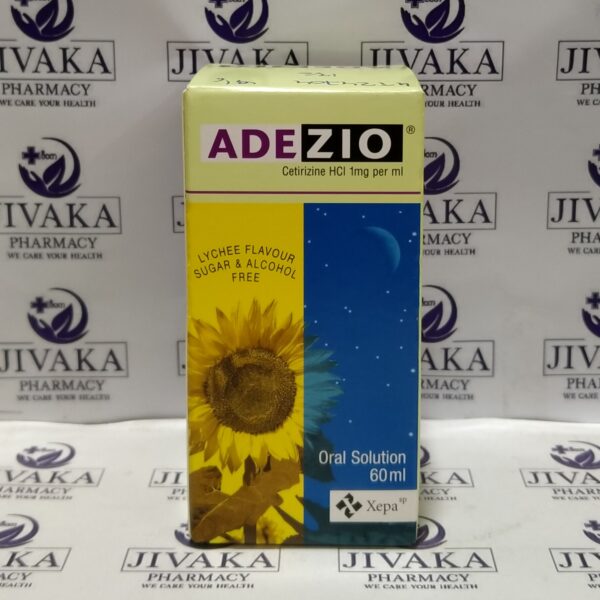 JIVAKA
PHARMACY
WE CARE YOUR HEALTH
ADEZIO®
Cetirizine HCl 1mg per ml
LYCHEE FLAVOUR
SUGAR & ALCOHOL
FREE
Oral Solution
60ml
Xepa sp